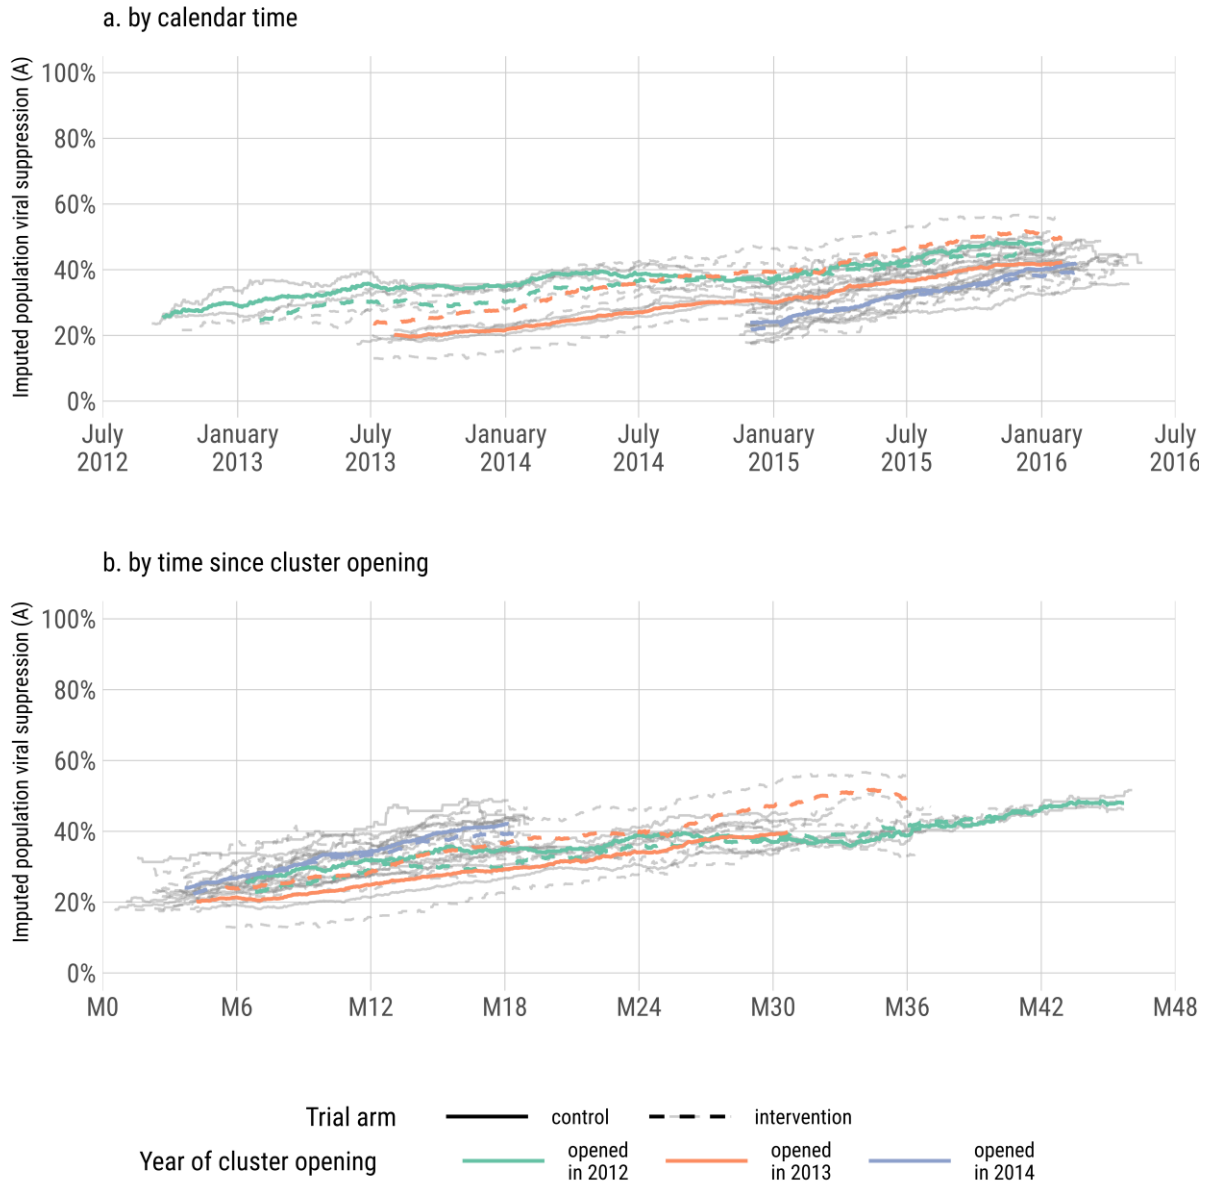 a. by calendar time
Imputed population viral suppression (A)
100%
80%
60%
40%
20%
0%
July
2012
January
2013
July
2013
January
2014
July
2014
January
2015
July
2015
January
2016
July
2016
b. by time since cluster opening
Imputed population viral suppression (A)
100%
80%
60%
40%
20%
0%
M0
M6
M12
M18
M24
M30
M36
M42
M48
Trial arm
control
intervention
Year of cluster opening
opened
in 2012
opened
in 2013
opened
in 2014